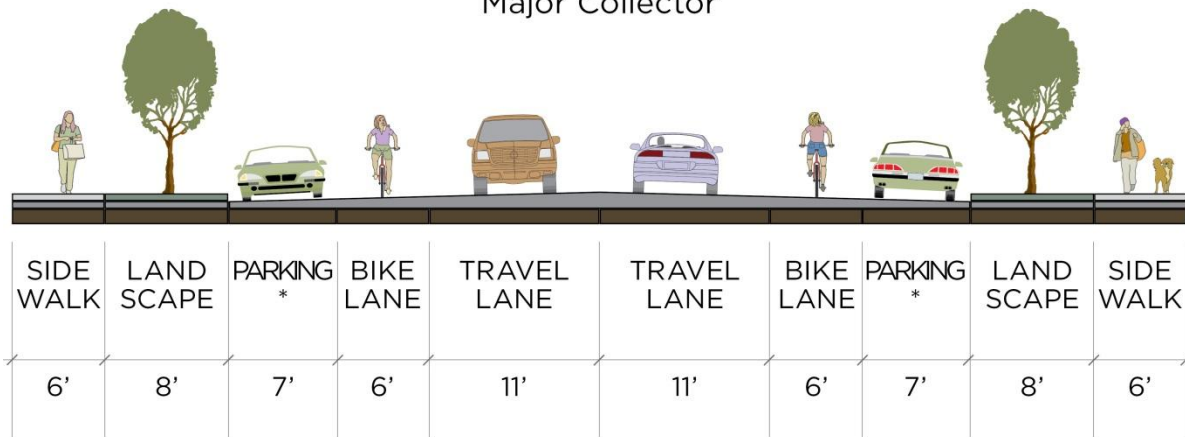 Major Collector
SIDE WALK
LAND SCAPE
PARKING *
BIKE LANE
TRAVEL LANE
TRAVEL LANE
BIKE LANE
PARKING *
LAND SCAPE
SIDE WALK
6’ 8’ 7’ 6’ 11’ 11’ 6’ 7’ 8’ 6’